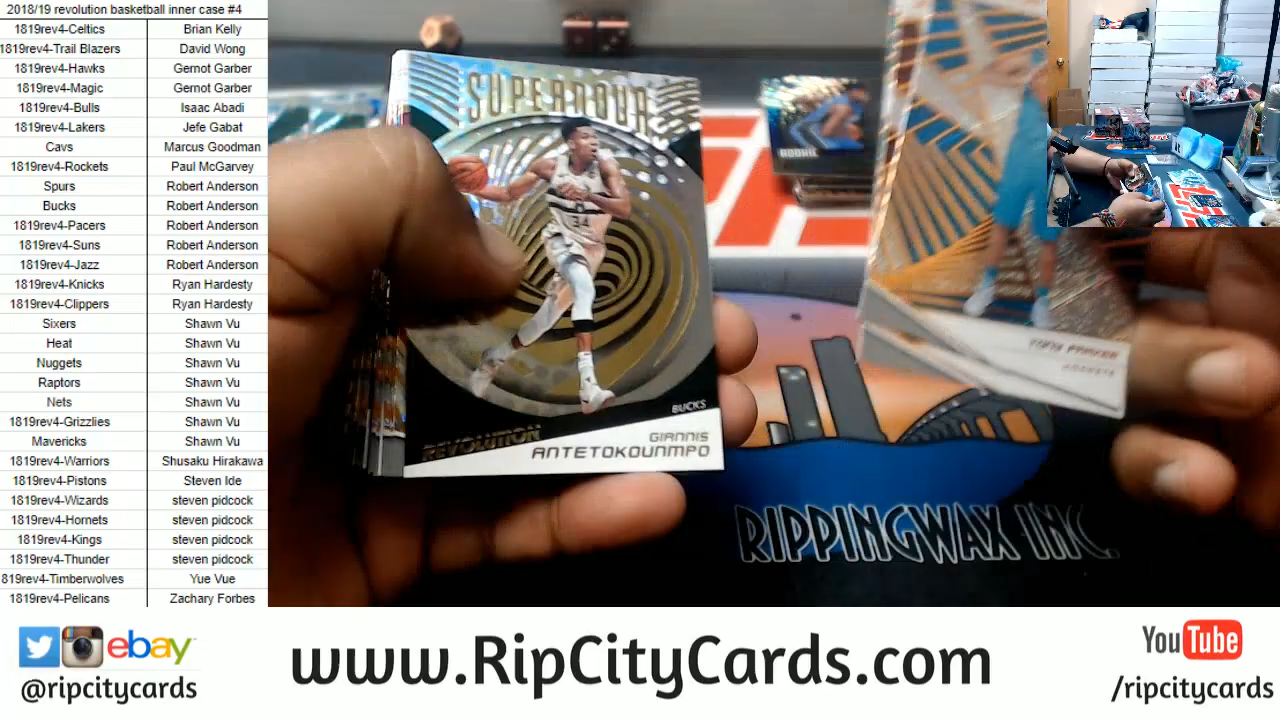 2018/19 revolution basketball inner case #4
1819rev4-Celtics Brian Kelly
1819rev4-Trail Blazers David Wong
1819rev4-Hawks Gernot Garber
1819rev4-Magic Gernot Garber
1819rev4-Bulls Isaac Abadi
1819rev4-Lakers Jefe Gabat
Cavs Marcus Goodman
1819rev4-Rockets Paul McGarvey
Spurs Robert Anderson
Bucks Robert Anderson
1819rev4-Pacers Robert Anderson
1819rev4-Suns Robert Anderson
1819rev4-Jazz Robert Anderson
1819rev4-Knicks Ryan Hardesty
1819rev4-Clippers Ryan Hardesty
Sixers Shawn Vu
Heat Shawn Vu
Nuggets Shawn Vu
Raptors Shawn Vu
Nets Shawn Vu
1819rev4-Grizzlies Shawn Vu
Mavericks Shawn Vu
1819rev4-Warriors Shusaku Hirakawa
1819rev4-Pistons Steven Ide
1819rev4-Wizards steven pidcock
1819rev4-Hornets steven pidcock
1819rev4-Kings steven pidcock
1819rev4-Thunder steven pidcock
819rev4-Timberwolves Yue Vue
1819rev4-Pelicans Zachary Forbes
SUPERNOVA
34
BUCKS
REVOLUTION
GIANNIS
ANTETOKOUNMPO
ROOKIE
TONY PARKER
HORNETS
RIPPINGWAX INC.
ebay
@ripcitycards
www.RipCityCards.com
YouTube
/ripcitycards